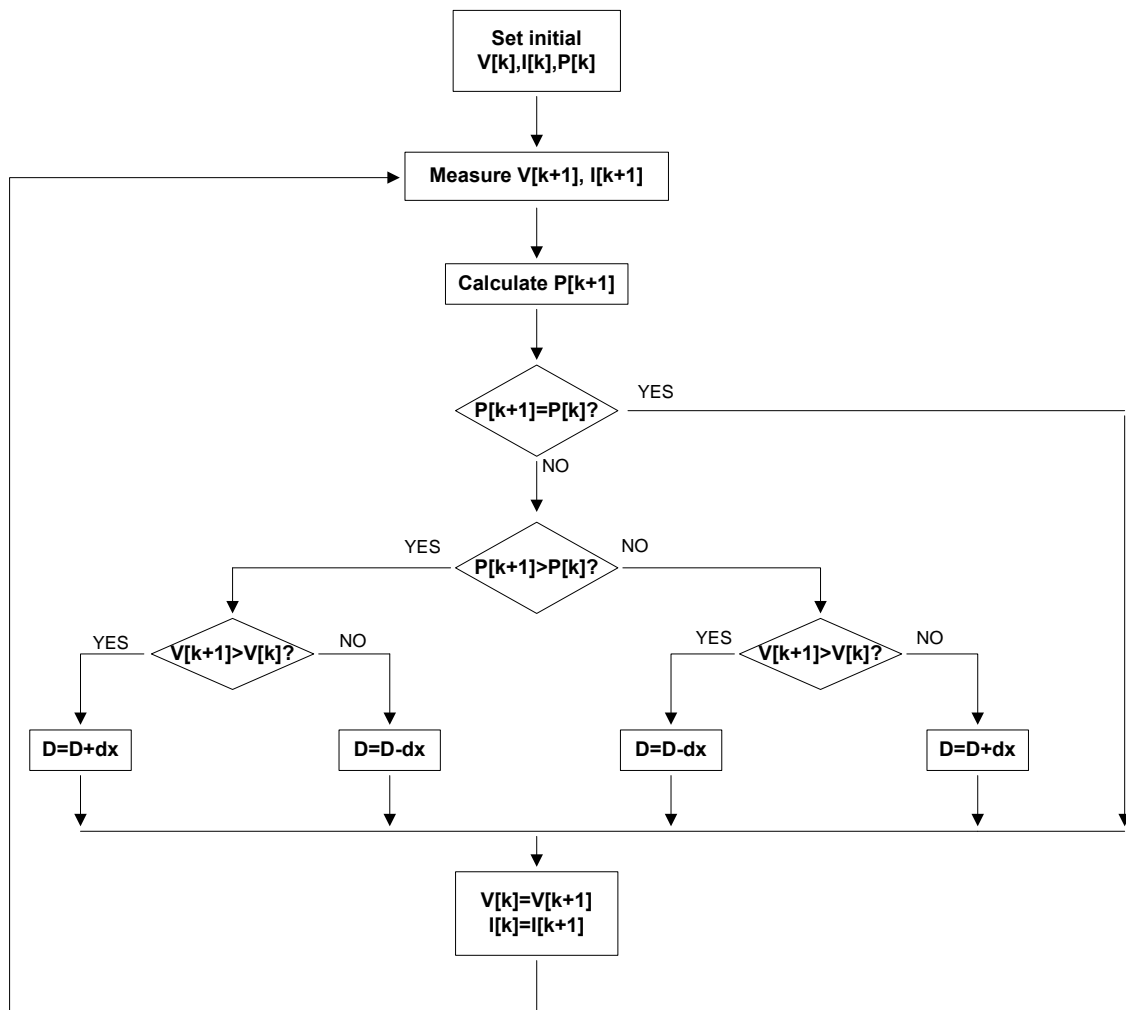 Set initial
V[k],I[k],P[k]
Measure V[k+1], I[k+1]
Calculate P[k+1]
P[k+1]=P[k]?
YES
NO
P[k+1]>P[k]?
YES
NO
V[k+1]>V[k]?
YES
NO
V[k+1]>V[k]?
YES
NO
D=D+dx
D=D-dx
D=D-dx
D=D+dx
V[k]=V[k+1]
I[k]=I[k+1]